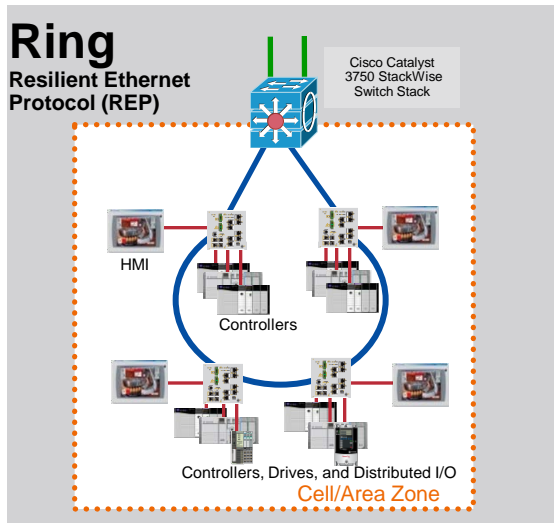 Ring
Resilient Ethernet
Protocol (REP)
Cisco Catalyst
3750 StackWise
Switch Stack
HMI
Controllers
Controllers, Drives, and Distributed I/O
Cell/Area Zone